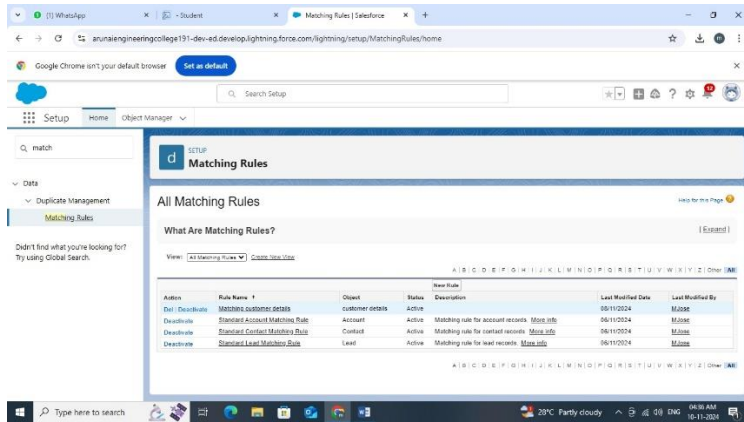 (1) WhatsApp
- Student
Matching Rules | Salesforce
arunaiengineeringcollege191-dev-ed.develop.lightning.force.com/lightning/setup/MatchingRules/home
Google Chrome isn't your default browser Set as default
Search Setup
12
Setup Home Object Manager
match
SETUP
d Matching Rules
Data
Duplicate Management
Matching Rules
Didn't find what you're looking for?
Try using Global Search.
All Matching Rules
Help for this Page
What Are Matching Rules? [ Expand ]
View: All Matching Rules Create New View
A | B | C | D | E | F | G | H | I | J | K | L | M | N | O | P | Q | R | S | T | U | V | W | X | Y | Z | Other All
New Rule
Action Rule Name ↑ Object Status Description Last Modified Date Last Modified By
Del | Deactivate Matching customer details customer details Active 06/11/2024 MJose
Deactivate Standard Account Matching Rule Account Active Matching rule for account records. More info 06/11/2024 MJose
Deactivate Standard Contact Matching Rule Contact Active Matching rule for contact records. More info 06/11/2024 MJose
Deactivate Standard Lead Matching Rule Lead Active Matching rule for lead records. More info 06/11/2024 MJose
A | B | C | D | E | F | G | H | I | J | K | L | M | N | O | P | Q | R | S | T | U | V | W | X | Y | Z | Other All
Type here to search
28°C Partly cloudy
ENG
04:36 AM
10-11-2024